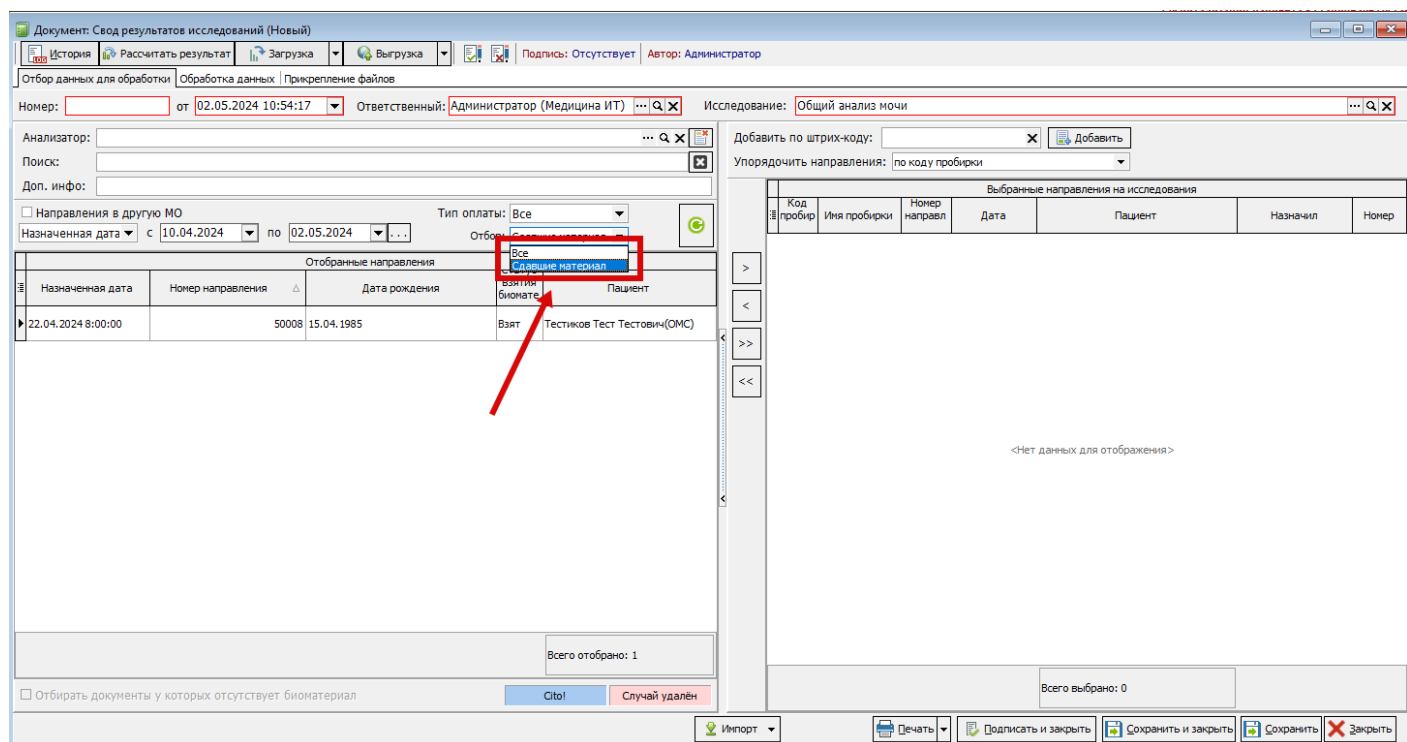 Документ: Свод результатов исследований (Новый)
История Рассчитать результат Загрузка Выгрузка Подпись: Отсутствует Автор: Администратор
Отбор данных для обработки Обработка данных Прикрепление файлов
Номер: от 02.05.2024 10:54:17 Ответственный: Администратор (Медицина ИТ) ... Исследование: Общий анализ мочи ...
Анализатор: ... Добавить по штрих-коду: Добавить
Поиск: Упорядочить направления: по коду пробирки
Доп. инфо:
Выбранные направления на исследования
Код пробир Имя пробирки Номер направл Дата Пациент Назначил Номер
Направления в другую МО Тип оплаты: Все
Назначенная дата с 10.04.2024 по 02.05.2024 ... Отбор: Сдавшие материал
Все
Сдавшие материал
Отобранные направления
Назначенная дата Номер направления Дата рождения Статус взятия биомате Пациент
22.04.2024 8:00:00 50008 15.04.1985 Взят Тестиков Тест Тестович(ОМС)
>
<
>>
<<
<Нет данных для отображения>
Всего отобрано: 1
Всего выбрано: 0
Отбирать документы у которых отсутствует биоматериал Cito! Случай удалён
Импорт Печать Подписать и закрыть Сохранить и закрыть Сохранить Закрыть